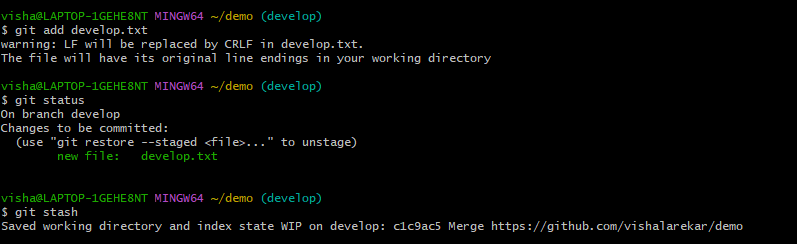 visha@LAPTOP-1GEHE8NT MINGW64 ~/demo (develop)
$ git add develop.txt
warning: LF will be replaced by CRLF in develop.txt.
The file will have its original line endings in your working directory
visha@LAPTOP-1GEHE8NT MINGW64 ~/demo (develop)
$ git status
On branch develop
Changes to be committed:
  (use "git restore --staged <file>..." to unstage)
        new file:   develop.txt
visha@LAPTOP-1GEHE8NT MINGW64 ~/demo (develop)
$ git stash
Saved working directory and index state WIP on develop: c1c9ac5 Merge https://github.com/vishalarekar/demo